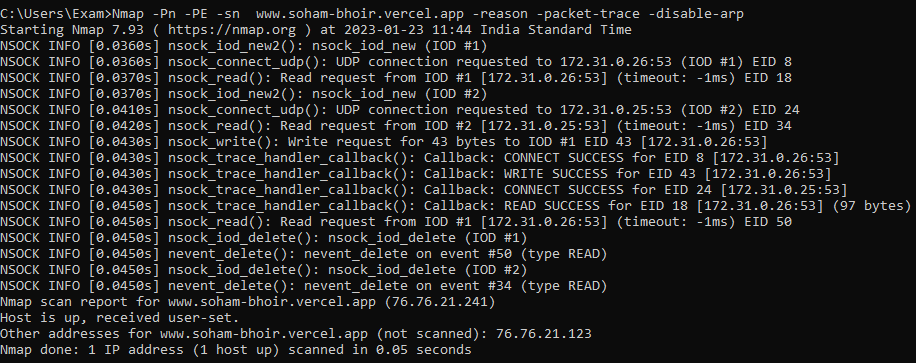 C:\Users\Exam>Nmap -Pn -PE -sn  www.soham-bhoir.vercel.app -reason -packet-trace -disable-arp
Starting Nmap 7.93 ( https://nmap.org ) at 2023-01-23 11:44 India Standard Time
NSOCK INFO [0.0360s] nsock_iod_new2(): nsock_iod_new (IOD #1)
NSOCK INFO [0.0360s] nsock_connect_udp(): UDP connection requested to 172.31.0.26:53 (IOD #1) EID 8
NSOCK INFO [0.0370s] nsock_read(): Read request from IOD #1 [172.31.0.26:53] (timeout: -1ms) EID 18
NSOCK INFO [0.0370s] nsock_iod_new2(): nsock_iod_new (IOD #2)
NSOCK INFO [0.0410s] nsock_connect_udp(): UDP connection requested to 172.31.0.25:53 (IOD #2) EID 24
NSOCK INFO [0.0420s] nsock_read(): Read request from IOD #2 [172.31.0.25:53] (timeout: -1ms) EID 34
NSOCK INFO [0.0430s] nsock_write(): Write request for 43 bytes to IOD #1 EID 43 [172.31.0.26:53]
NSOCK INFO [0.0430s] nsock_trace_handler_callback(): Callback: CONNECT SUCCESS for EID 8 [172.31.0.26:53]
NSOCK INFO [0.0430s] nsock_trace_handler_callback(): Callback: WRITE SUCCESS for EID 43 [172.31.0.26:53]
NSOCK INFO [0.0430s] nsock_trace_handler_callback(): Callback: CONNECT SUCCESS for EID 24 [172.31.0.25:53]
NSOCK INFO [0.0450s] nsock_trace_handler_callback(): Callback: READ SUCCESS for EID 18 [172.31.0.26:53] (97 bytes)
NSOCK INFO [0.0450s] nsock_read(): Read request from IOD #1 [172.31.0.26:53] (timeout: -1ms) EID 50
NSOCK INFO [0.0450s] nsock_iod_delete(): nsock_iod_delete (IOD #1)
NSOCK INFO [0.0450s] nevent_delete(): nevent_delete on event #50 (type READ)
NSOCK INFO [0.0450s] nsock_iod_delete(): nsock_iod_delete (IOD #2)
NSOCK INFO [0.0450s] nevent_delete(): nevent_delete on event #34 (type READ)
Nmap scan report for www.soham-bhoir.vercel.app (76.76.21.241)
Host is up, received user-set.
Other addresses for www.soham-bhoir.vercel.app (not scanned): 76.76.21.123
Nmap done: 1 IP address (1 host up) scanned in 0.05 seconds